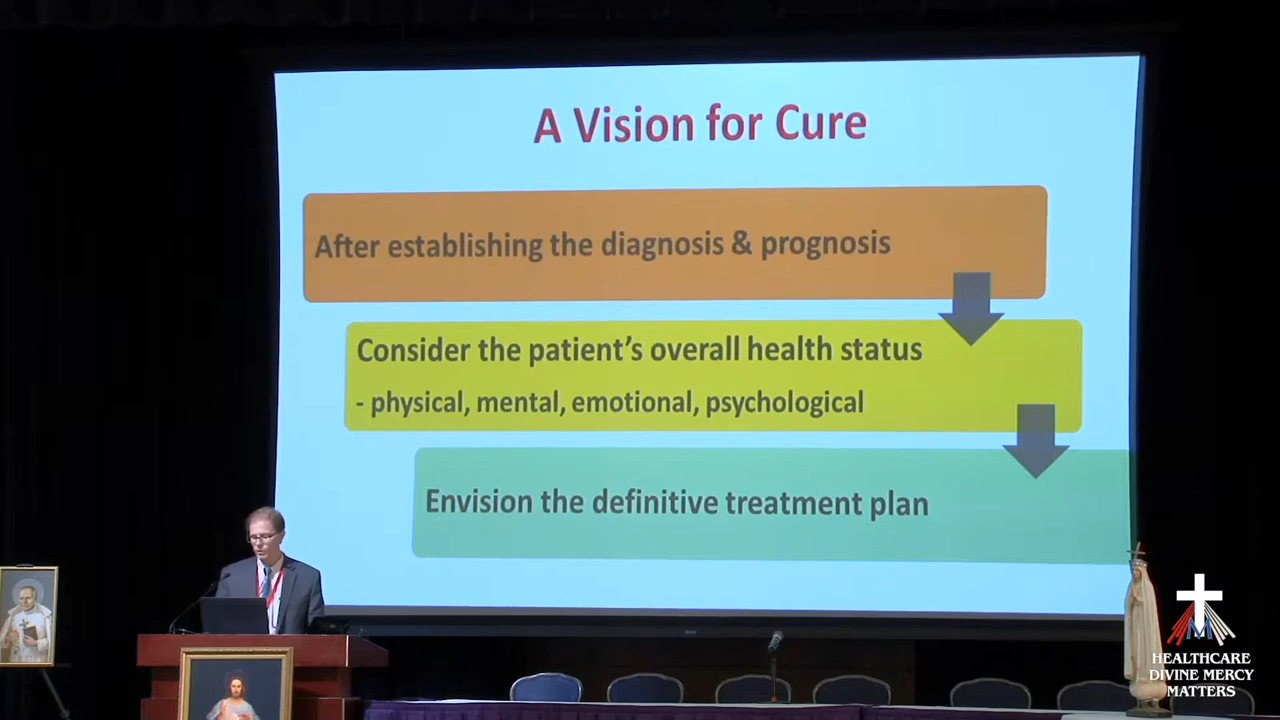 A Vision for Cure
After establishing the diagnosis & prognosis
Consider the patient's overall health status
- physical, mental, emotional, psychological
Envision the definitive treatment plan
HEALTHCARE
DIVINE MERCY
MATTERS